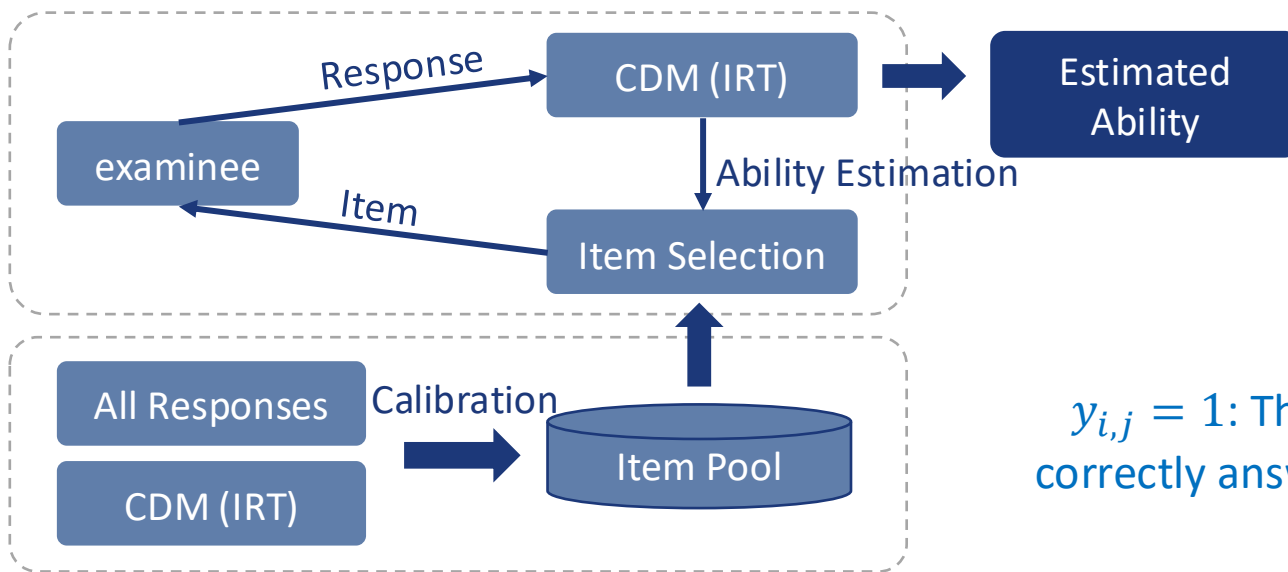 Response
CDM (IRT)
Estimated
Ability
examinee
Ability Estimation
Item
Item Selection
All Responses
Calibration
Item Pool
CDM (IRT)
y_{i,j} = 1: Th
correctly answ